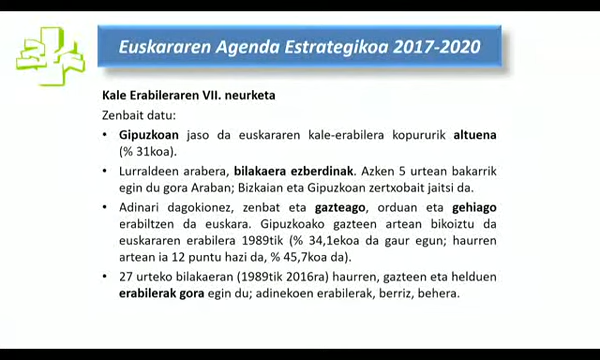 Euskararen Agenda Estrategikoa 2017-2020
Kale Erabileraren VII. neurketa
Zenbait datu:
• Gipuzkoan jaso da euskararen kale-erabilera kopururik altuena
(% 31koa).
• Lurraldeen arabera, bilakaera ezberdinak. Azken 5 urtean bakarrik
egin du gora Araban; Bizkaian eta Gipuzkoan zertxobait jaitsi da.
• Adinari dagokionez, zenbat eta gazteago, orduan eta gehiago
erabiltzen da euskara. Gipuzkoako gazteen artean bikoiztu da
euskararen erabilera 1989tik (% 34,1ekoa da gaur egun; haurren
artean ia 12 puntu hazi da, % 45,7koa da).
• 27 urteko bilakaeran (1989tik 2016ra) haurren, gazteen eta helduen
erabilerak gora egin du; adinekoen erabilerak, berriz, behera.